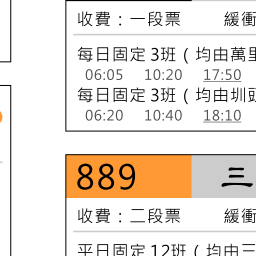 收費：一段票 緩衝
每日固定 3班 ( 均由萬里
06:05 10:20 17:50
每日固定 3班 ( 均由圳頭
06:20 10:40 18:10
889 三
收費：二段票 緩衝
平日固定 12班 ( 均由三